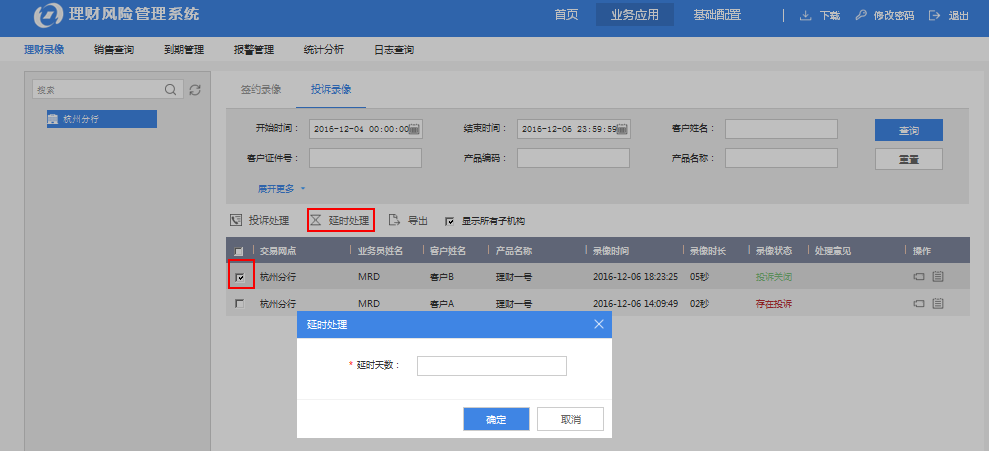 理财风险管理系统 首页 业务应用 基础配置 下载 修改密码 退出
理财录像 销售查询 到期管理 报警管理 统计分析 日志查询
搜索
杭州分行
签约录像 投诉录像
开始时间： 2016-12-04 00:00:00 结束时间： 2016-12-06 23:59:59 客户姓名： 查询
客户证件号： 产品编码： 产品名称： 重置
展开更多
投诉处理 延时处理 导出 显示所有子机构
交易网点 业务员姓名 客户姓名 产品名称 录像时间 录像时长 录像状态 处理意见 操作
杭州分行 MRD 客户B 理财一号 2016-12-06 18:23:25 05秒 投诉关闭
杭州分行 MRD 客户A 理财一号 2016-12-06 14:09:49 02秒 存在投诉
延时处理
* 延时天数：
确定 取消